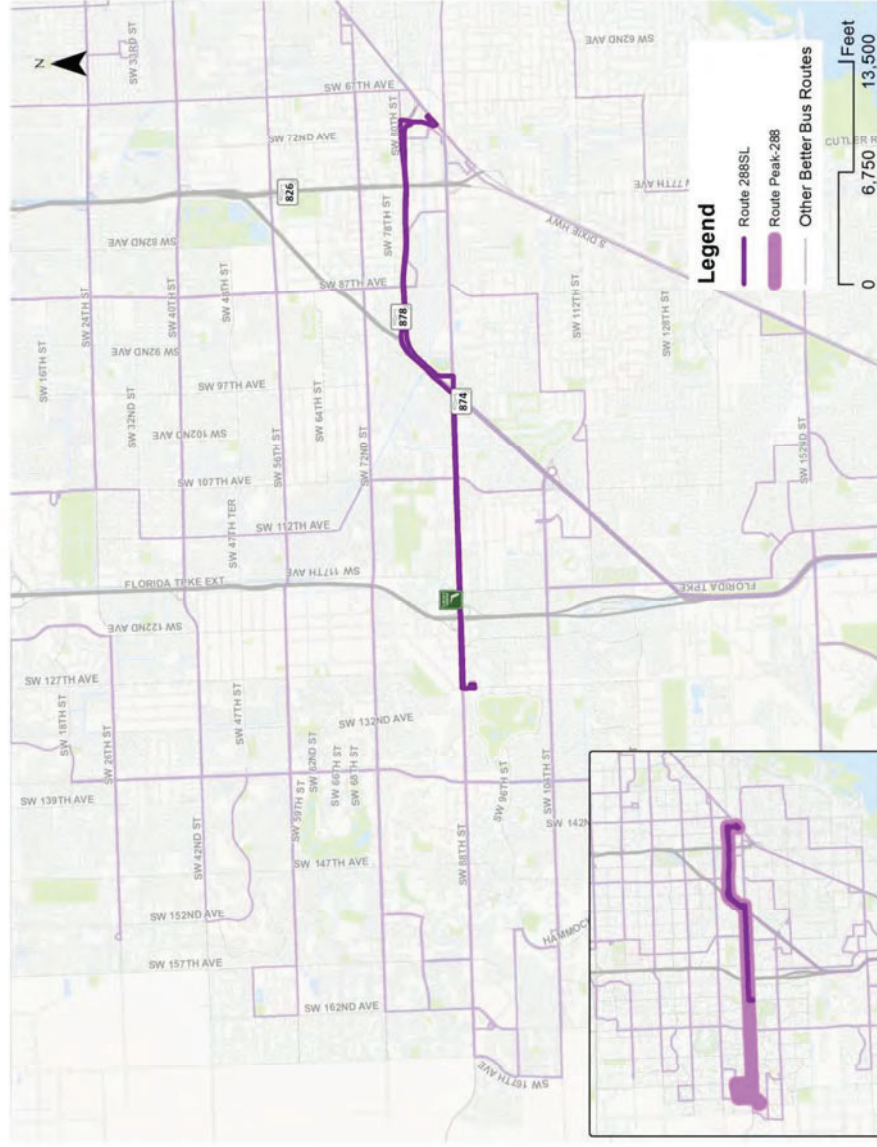 N
SW 16TH ST
SW 33RD ST
SW 24TH ST
SW 18TH ST
SW 26TH ST
SW 32ND ST
SW 40TH ST
SW 42ND ST
SW 47TH ST
SW 47TH TER
SW 48TH ST
SW 56TH ST
SW 59TH ST
SW 62ND ST
SW 64TH ST
SW 66TH ST
SW 68TH ST
SW 72ND ST
SW 78TH ST
SW 80TH ST
SW 88TH ST
SW 96TH ST
SW 104TH ST
SW 112TH ST
SW 128TH ST
SW 152ND ST
SW 167TH AVE
SW 162ND AVE
SW 157TH AVE
SW 152ND AVE
SW 147TH AVE
SW 142N
SW 139TH AVE
SW 132ND AVE
SW 127TH AVE
SW 122ND AVE
FLORIDA TPKE EXT
SW 117TH AVE
SW 112TH AVE
SW 107TH AVE
SW 102ND AVE
SW 97TH AVE
SW 92ND AVE
SW 87TH AVE
SW 82ND AVE
SW 77TH AVE
SW 72ND AVE
SW 67TH AVE
SW 62ND AVE
826
878
874
S DIXIE HWY
FLORIDA TPKE
HAMMOC
CUTLER R
Legend
Route 288SL
Route Peak-288
Other Better Bus Routes
0 6,750 13,500
Feet